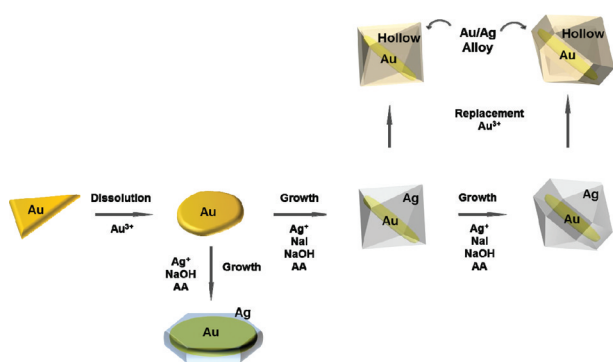 Hollow
Au
Au/Ag
Alloy
Hollow
Au
Replacement
Au³⁺
Au
Dissolution
Au³⁺
Au
Growth
Ag⁺
NaI
NaOH
AA
Ag
Au
Growth
Ag⁺
NaI
NaOH
AA
Ag
Au
Ag⁺
NaOH
AA
Growth
Au
Ag